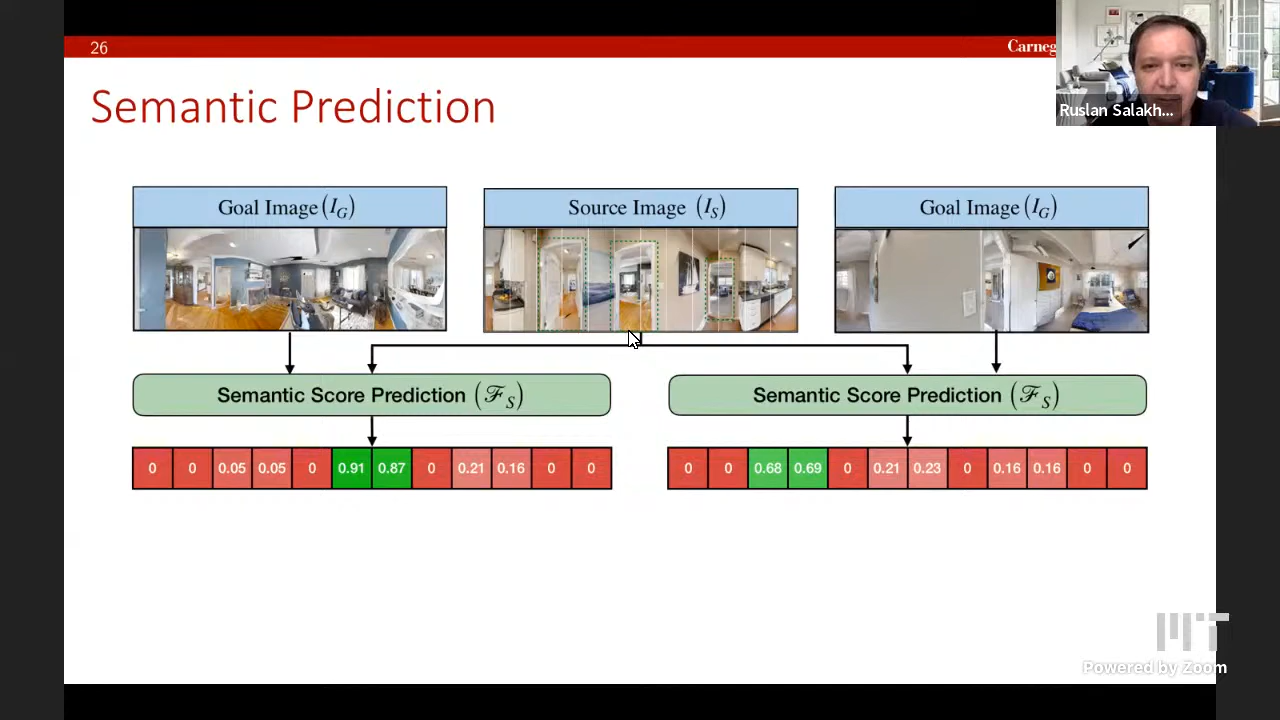 26
Carneg
Ruslan Salakh...
Semantic Prediction
Goal Image (I_G)
Source Image (I_S)
Goal Image (I_G)
Semantic Score Prediction (ℱ_S)
Semantic Score Prediction (ℱ_S)
0 0 0.05 0.05 0 0.91 0.87 0 0.21 0.16 0 0
0 0 0.68 0.69 0 0.21 0.23 0 0.16 0.16 0 0
MIT
Powered by Zoom